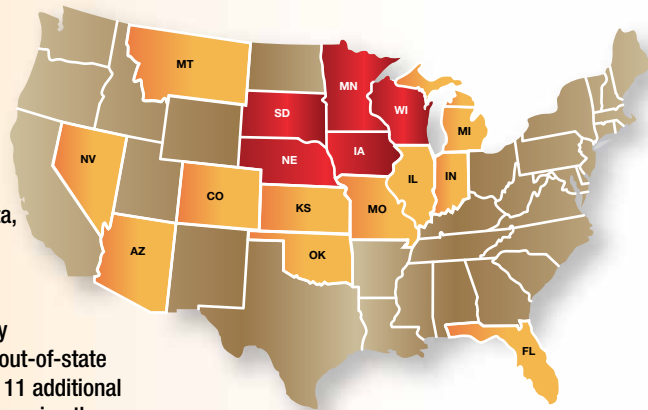 MT
MN
SD
WI
MI
NV
NE
IA
IL
IN
CO
KS
MO
AZ
OK
FL
out-of-state
11 additional